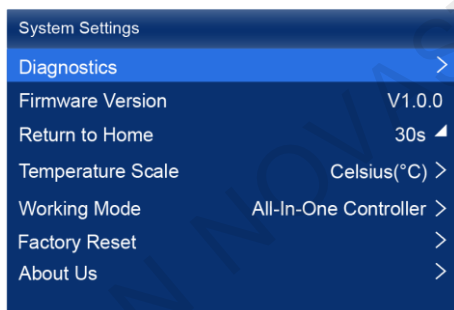 System Settings
Diagnostics >
Firmware Version V1.0.0
Return to Home 30s
Temperature Scale Celsius(°C) >
Working Mode All-In-One Controller >
Factory Reset >
About Us >